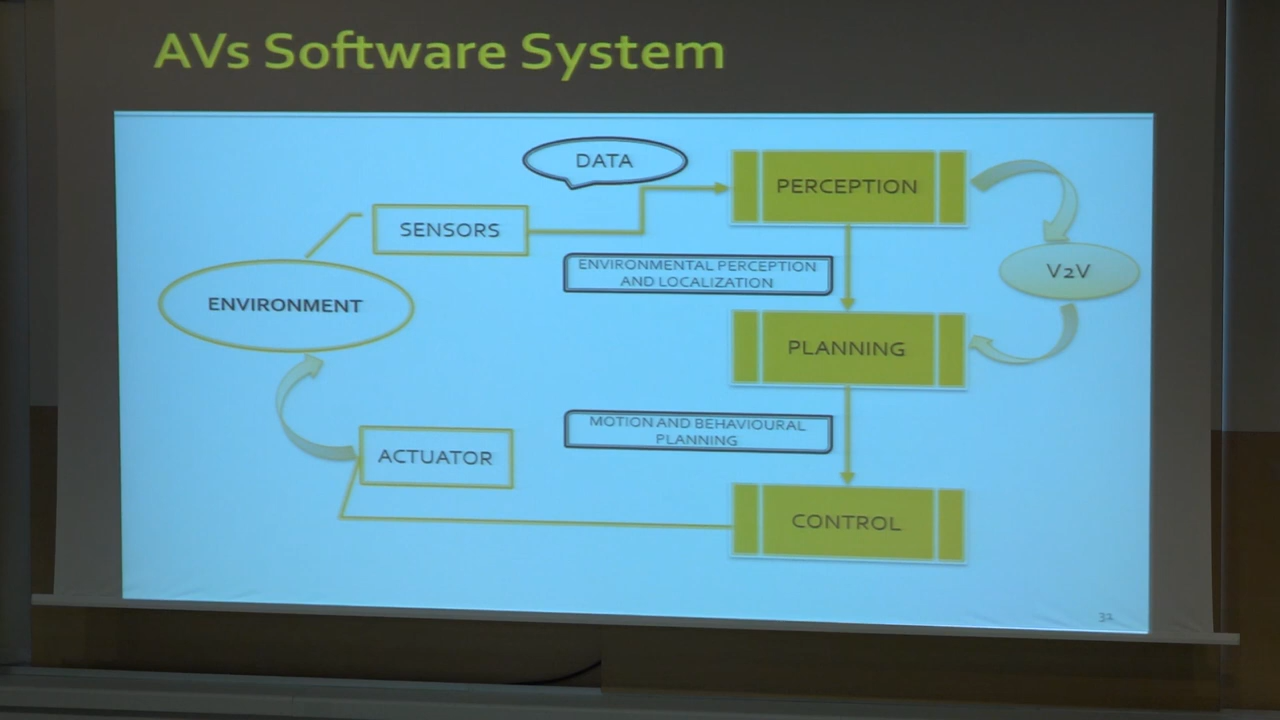 AVs Software System
DATA
PERCEPTION
SENSORS
ENVIRONMENTAL PERCEPTION
AND LOCALIZATION
V2V
ENVIRONMENT
PLANNING
MOTION AND BEHAVIOURAL
PLANNING
ACTUATOR
CONTROL